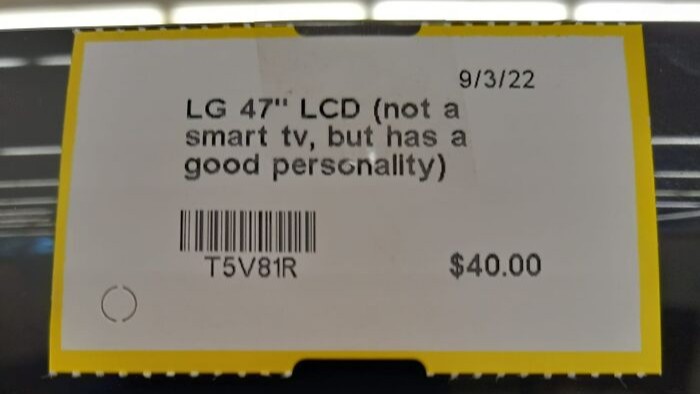 9/3/22
LG 47" LCD (not a
smart tv, but has a
good personality)
T5V81R
$40.00